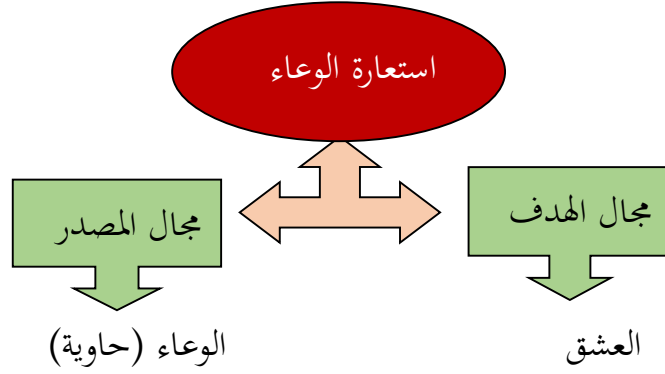 استعارة الوعاء
مجال الهدف
مجال المصدر
العشق
الوعاء (حاوية)